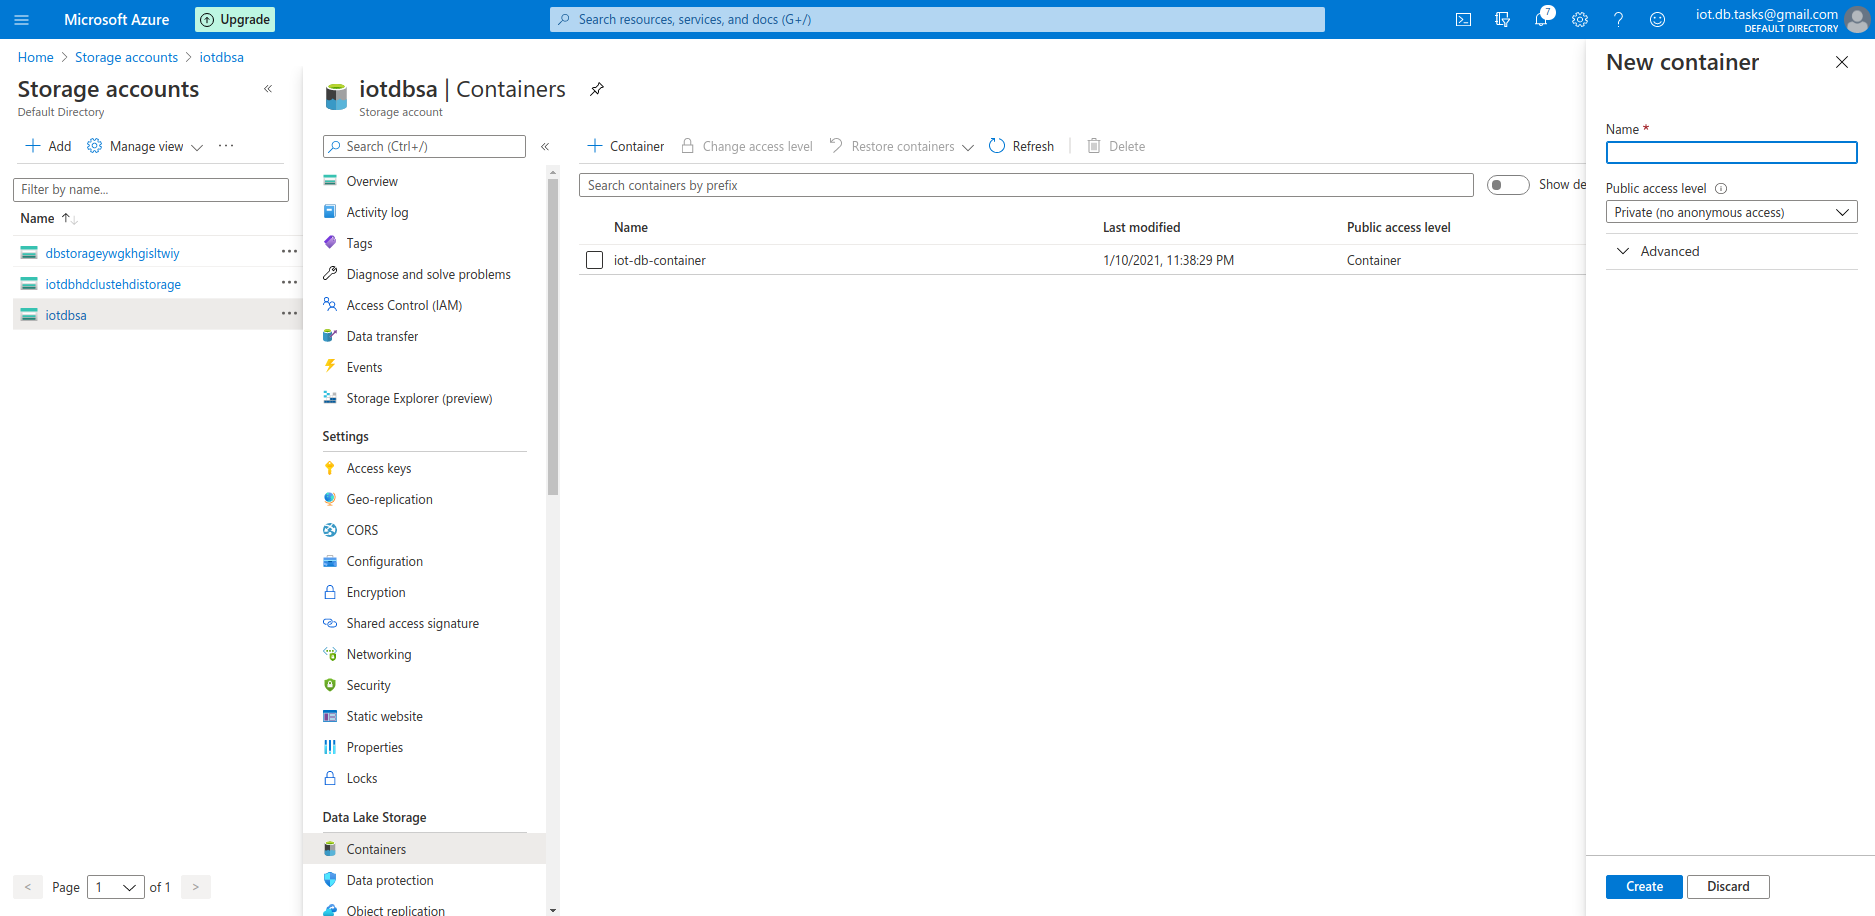 Microsoft Azure
Upgrade
Search resources, services, and docs (G+/)
7
iot.db.tasks@gmail.com
DEFAULT DIRECTORY
Home > Storage accounts > iotdbsa
Storage accounts
Default Directory
Add
Manage view
Filter by name...
Name
dbstorageywgkhgisltwiy
iotdbhdclustehdistorage
iotdbsa
< Page 1 of 1 >
iotdbsa | Containers
Storage account
Search (Ctrl+/)
Overview
Activity log
Tags
Diagnose and solve problems
Access Control (IAM)
Data transfer
Events
Storage Explorer (preview)
Settings
Access keys
Geo-replication
CORS
Configuration
Encryption
Shared access signature
Networking
Security
Static website
Properties
Locks
Data Lake Storage
Containers
Data protection
Object replication
Container
Change access level
Restore containers
Refresh
Delete
Search containers by prefix
Show de
Name Last modified Public access level
iot-db-container 1/10/2021, 11:38:29 PM Container
New container
Name *
Public access level
Private (no anonymous access)
Advanced
Create
Discard